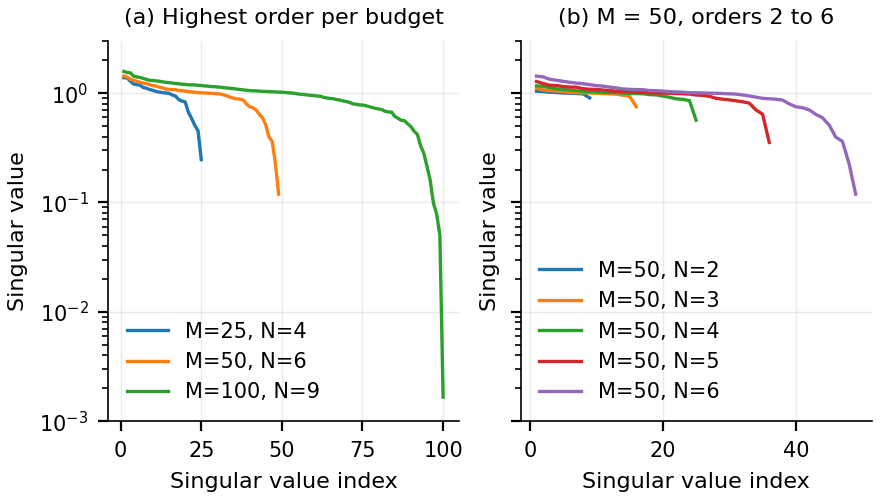 (a) Highest order per budget
Singular value
10⁰
10⁻¹
10⁻²
10⁻³
M=25, N=4
M=50, N=6
M=100, N=9
0 25 50 75 100
Singular value index
(b) M = 50, orders 2 to 6
Singular value
M=50, N=2
M=50, N=3
M=50, N=4
M=50, N=5
M=50, N=6
0 20 40
Singular value index